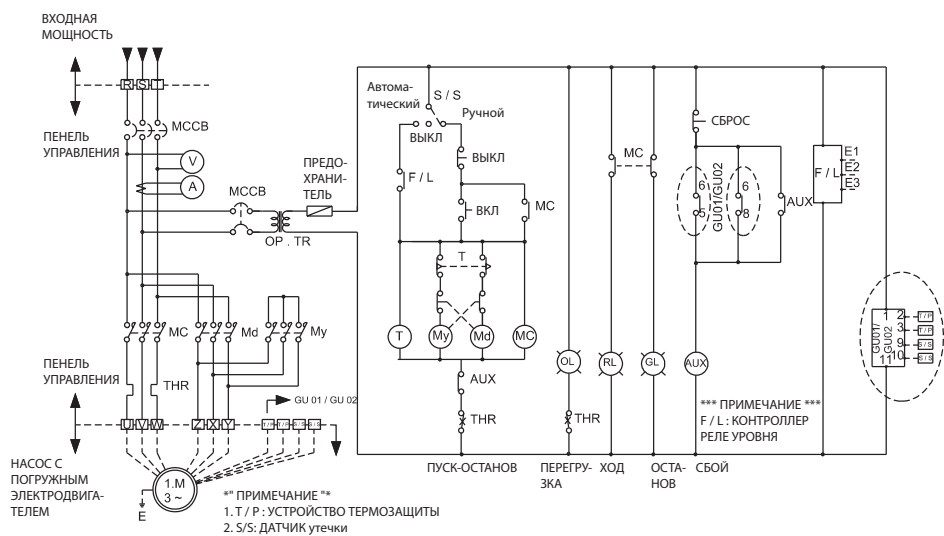 ВХОДНАЯ
МОЩНОСТЬ
R S T
ПЕНЕЛЬ
УПРАВЛЕНИЯ
MCCB
V
A
MCCB
ПРЕДО-
ХРАНИ-
ТЕЛЬ
OP . TR
MC
Md
My
ПЕНЕЛЬ
УПРАВЛЕНИЯ
THR
GU 01 / GU 02
U V W
Z X Y
T / P T / P S / S S / S
НАСОС С
ПОГРУЖНЫМ
ЭЛЕКТРОДВИГА-
ТЕЛЕМ
1.M
3 ~
E
*" ПРИМЕЧАНИЕ "*
1. T / P : УСТРОЙСТВО ТЕРМОЗАЩИТЫ
2. S/S: ДАТЧИК утечки
Автома-
тический
S / S
Ручной
ВЫКЛ
ВЫКЛ
F / L
ВКЛ
MC
T
T
My
Md
MC
AUX
THR
ПУСК-ОСТАНОВ
OL
THR
ПЕРЕГРУ-
ЗКА
MC
RL
ХОД
GL
ОСТА-
НОВ
СБРОС
6
5
GU01/GU02
6
8
AUX
AUX
СБОЙ
*** ПРИМЕЧАНИЕ ***
F / L : КОНТРОЛЛЕР
РЕЛЕ УРОВНЯ
F / L
E1
E2
E3
GU01/
GU02
1
11
2 T / P
3 T / P
9 S / S
10 S / S